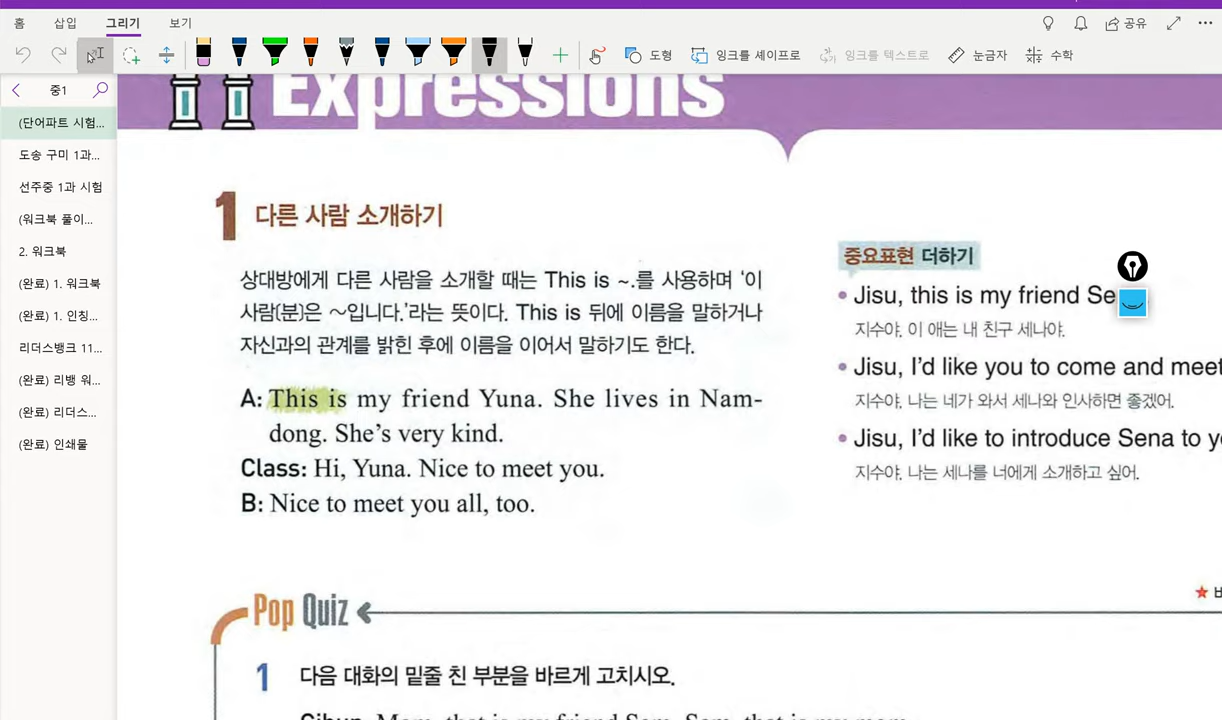 홈 삽입 그리기 보기
공유
도형 잉크를 셰이프로 잉크를 텍스트로 눈금자 수학
중1
(단어파트 시험...
도송 구미 1과...
선주중 1과 시험
(워크북 풀이...
2. 워크북
(완료) 1. 워크북
(완료) 1. 인칭...
리더스뱅크 11...
(완료) 리뱅 워...
(완료) 리더스...
(완료) 인쇄물
Expressions
1 다른 사람 소개하기
상대방에게 다른 사람을 소개할 때는 This is ~.를 사용하며 ‘이
사람(분)은 ~입니다.’라는 뜻이다. This is 뒤에 이름을 말하거나
자신과의 관계를 밝힌 후에 이름을 이어서 말하기도 한다.
A: This is my friend Yuna. She lives in Nam-
dong. She’s very kind.
Class: Hi, Yuna. Nice to meet you.
B: Nice to meet you all, too.
중요표현 더하기
• Jisu, this is my friend Se
지수야, 이 애는 내 친구 세나야.
• Jisu, I’d like you to come and meet
지수야, 나는 네가 와서 세나와 인사하면 좋겠어.
• Jisu, I’d like to introduce Sena to y
지수야, 나는 세나를 너에게 소개하고 싶어.
Pop Quiz
1 다음 대화의 밑줄 친 부분을 바르게 고치시오.
Mom, that is my friend Sam. Sam, that is my mom.